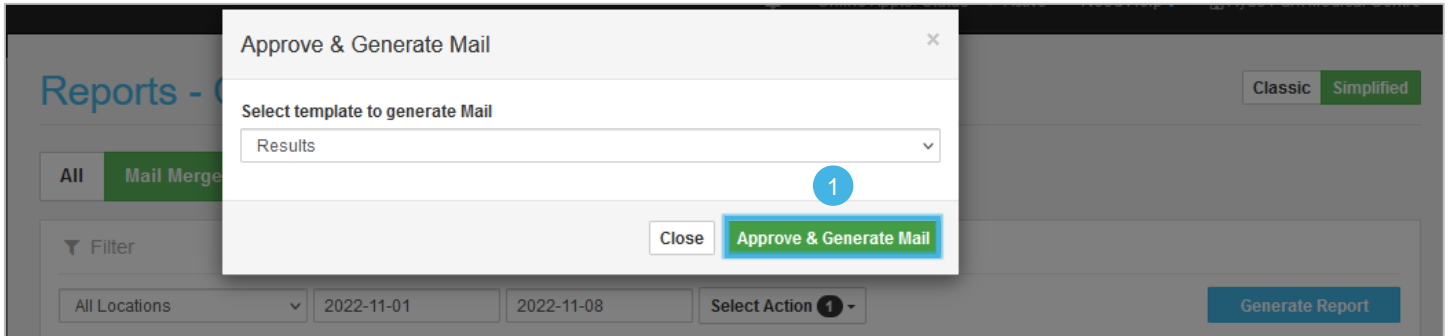 Approve & Generate Mail ×
Reports -
Classic Simplified
Select template to generate Mail
Results
All Mail Merge
1
Close Approve & Generate Mail
Filter
All Locations 2022-11-01 2022-11-08 Select Action 1 Generate Report